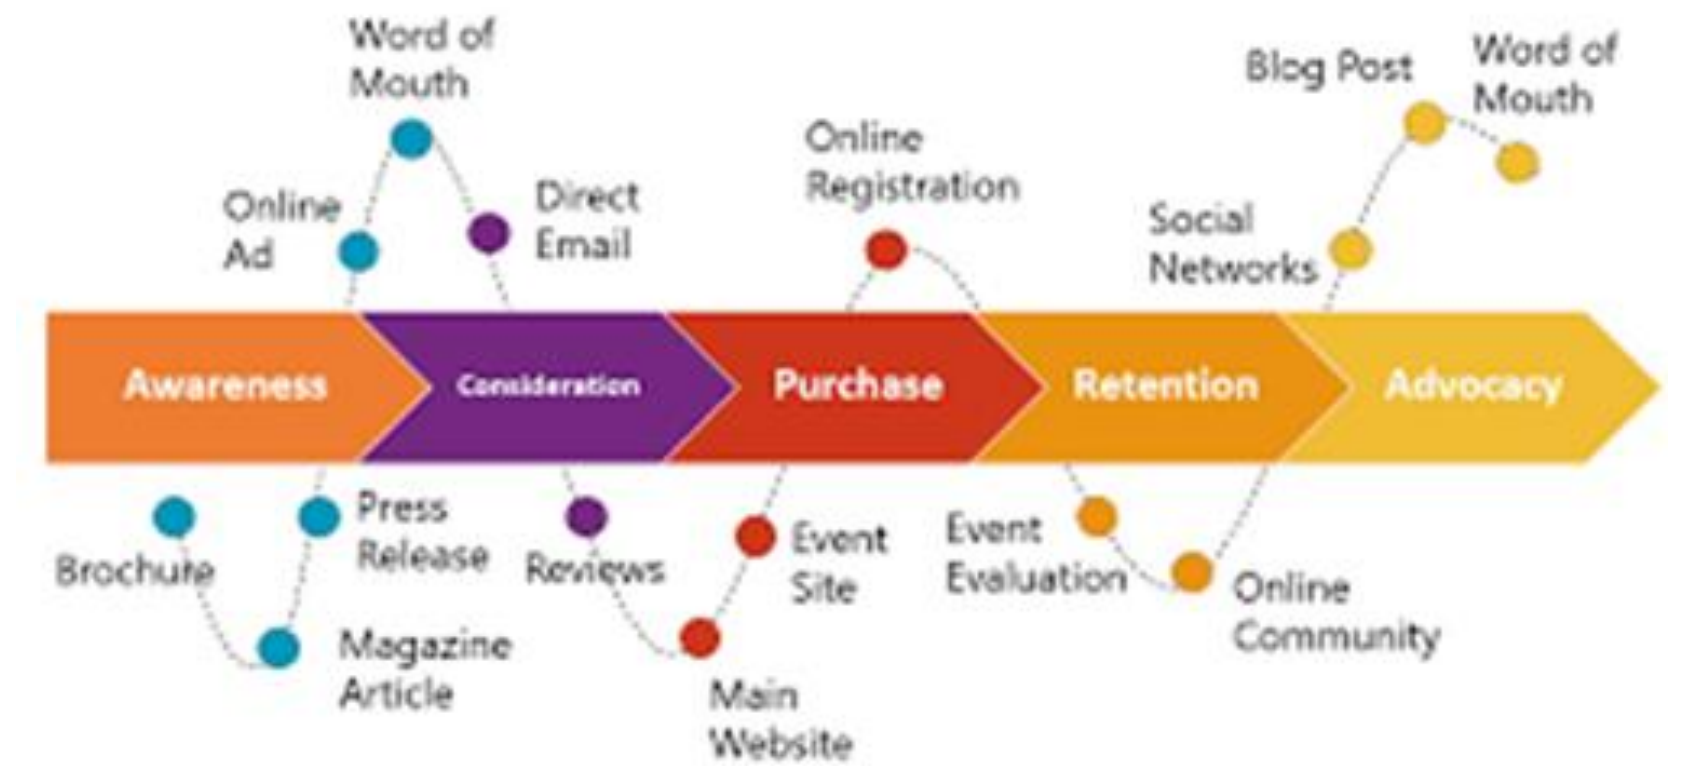 Word of
Mouth
Online
Ad
Direct
Email
Online
Registration
Blog Post
Word of
Mouth
Social
Networks
Awareness
Consideration
Purchase
Retention
Advocacy
Brochure
Press
Release
Magazine
Article
Reviews
Event
Site
Main
Website
Event
Evaluation
Online
Community